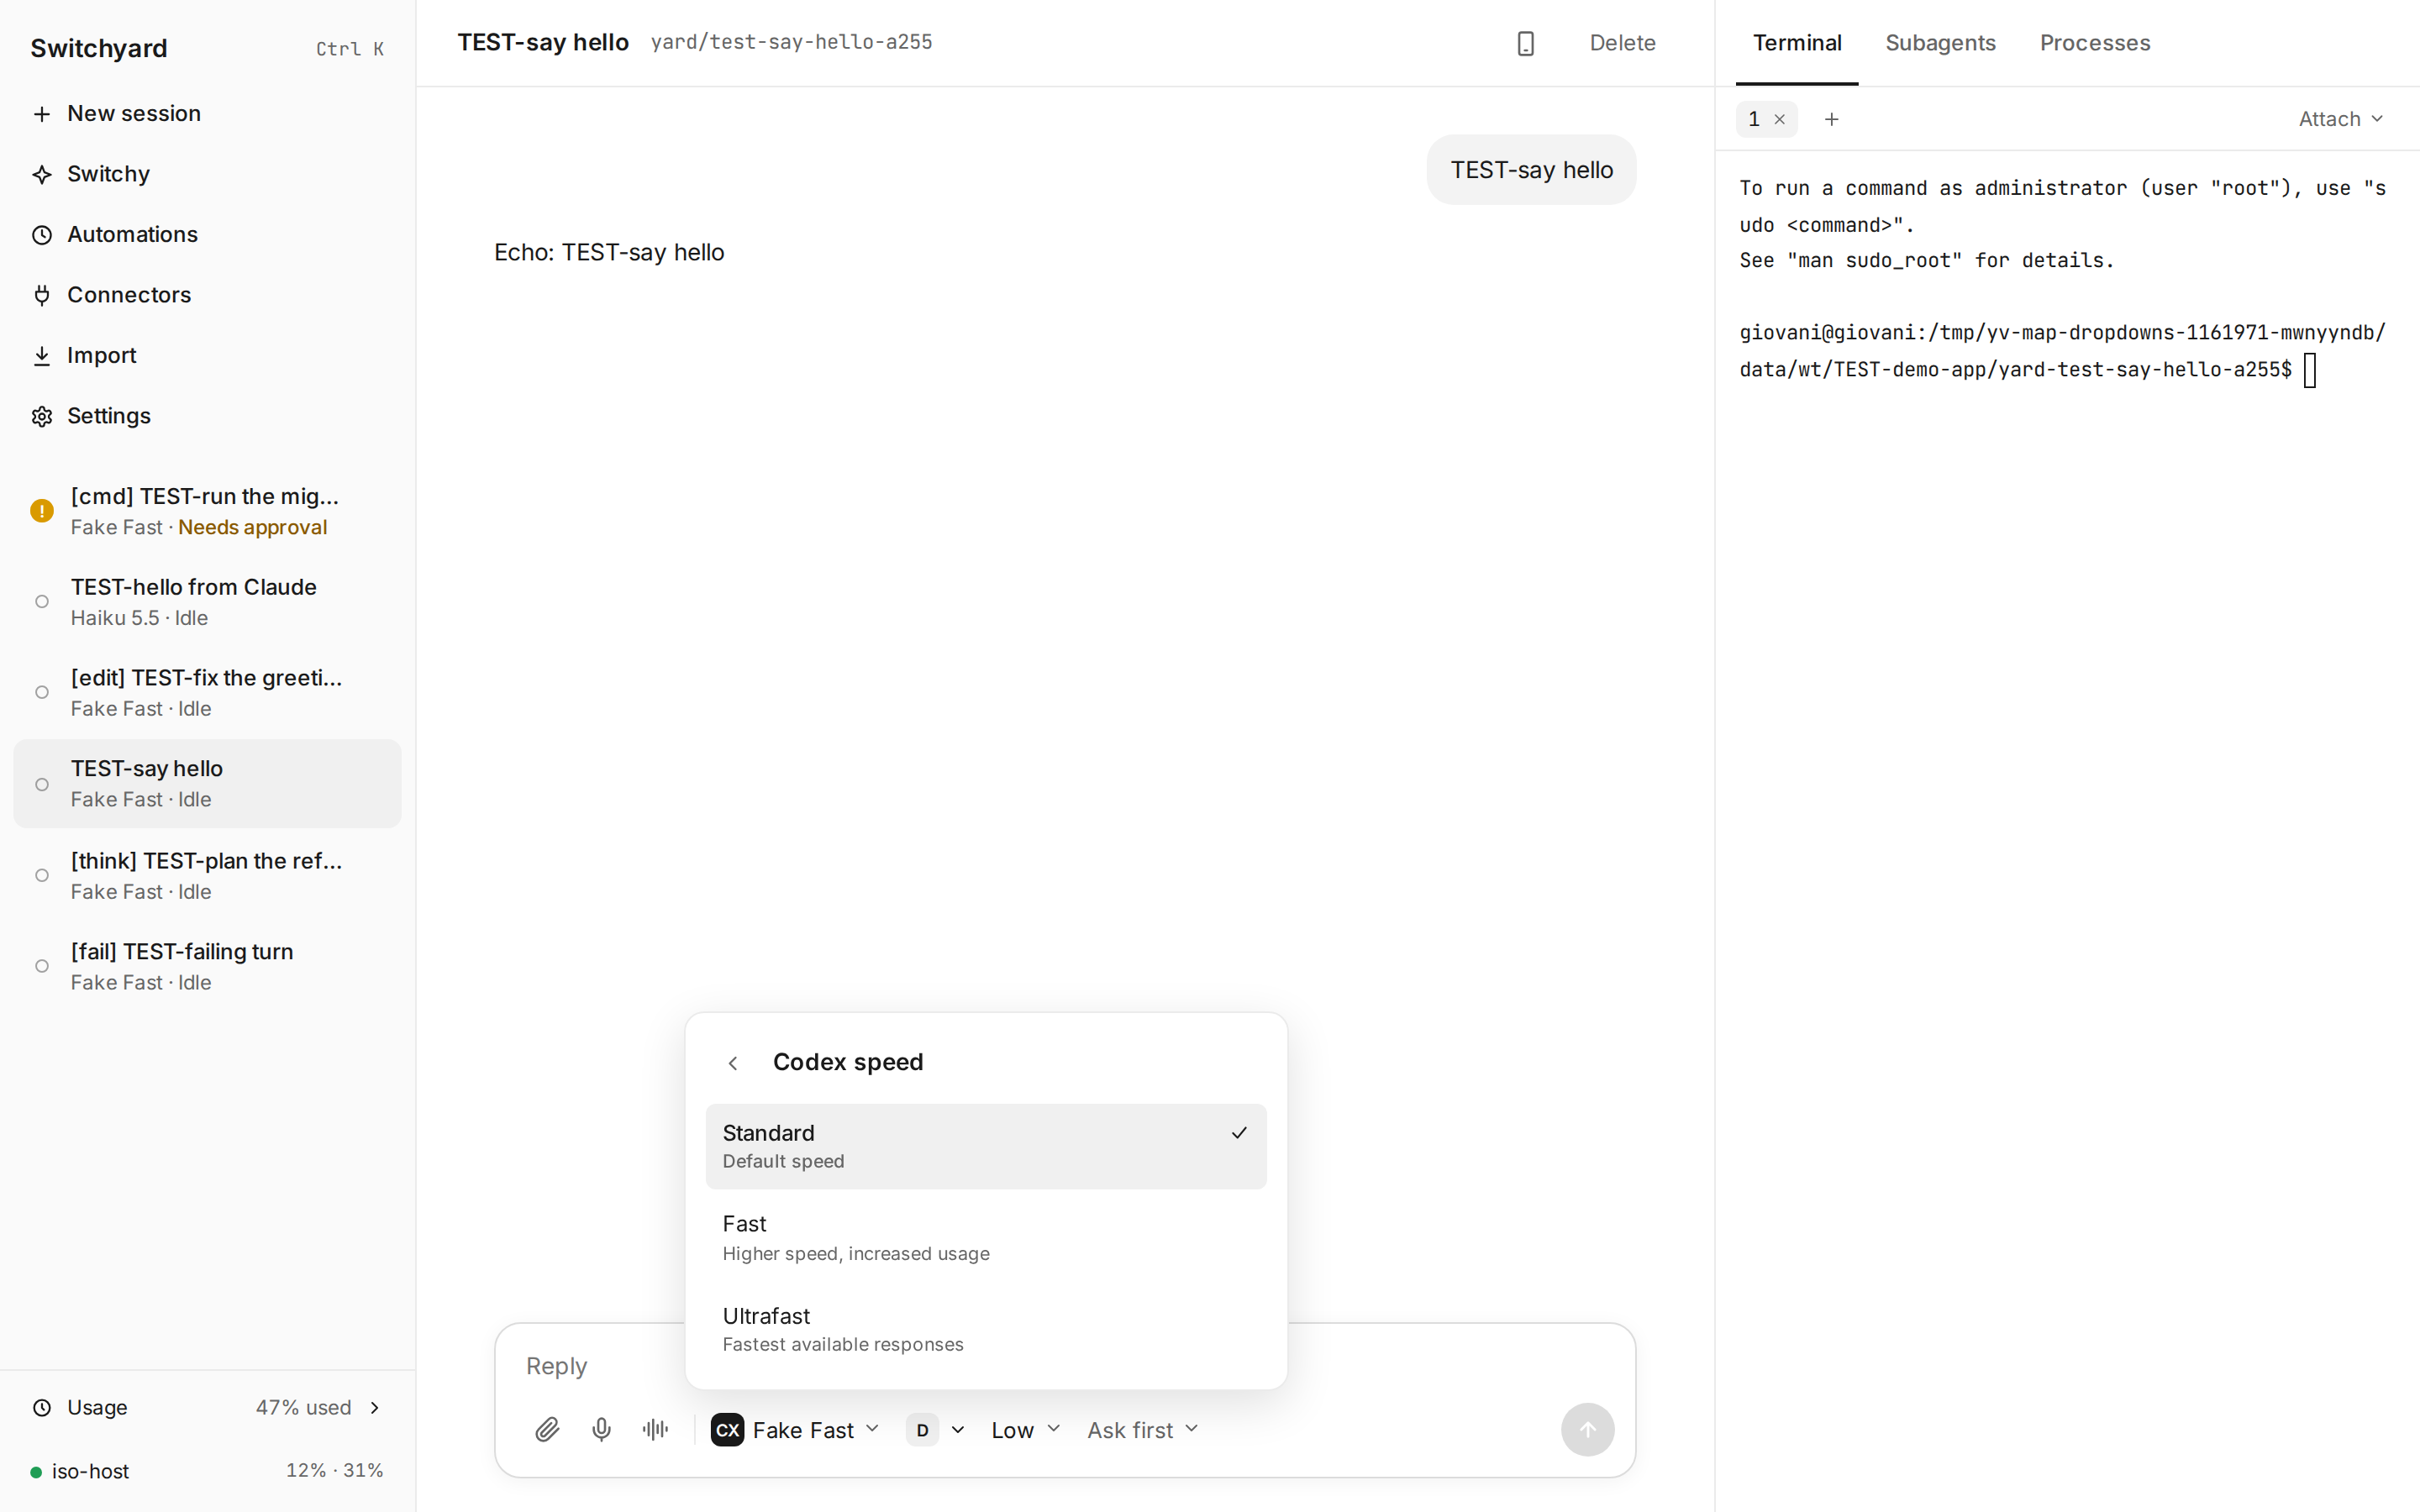 Switchyard
Ctrl K
New session
Switchy
Automations
Connectors
Import
Settings
[cmd] TEST-run the mig...
Fake Fast · Needs approval
TEST-hello from Claude
Haiku 5.5 · Idle
[edit] TEST-fix the greeti...
Fake Fast · Idle
TEST-say hello
Fake Fast · Idle
[think] TEST-plan the ref...
Fake Fast · Idle
[fail] TEST-failing turn
Fake Fast · Idle
Usage
47% used
iso-host
12% · 31%
TEST-say hello
yard/test-say-hello-a255
Delete
TEST-say hello
Echo: TEST-say hello
Codex speed
Standard
Default speed
Fast
Higher speed, increased usage
Ultrafast
Fastest available responses
Reply
CX
Fake Fast
D
Low
Ask first
Terminal
Subagents
Processes
1
Attach
To run a command as administrator (user "root"), use "s
udo <command>".
See "man sudo_root" for details.
giovani@giovani:/tmp/yv-map-dropdowns-1161971-mwnyyndb/
data/wt/TEST-demo-app/yard-test-say-hello-a255$